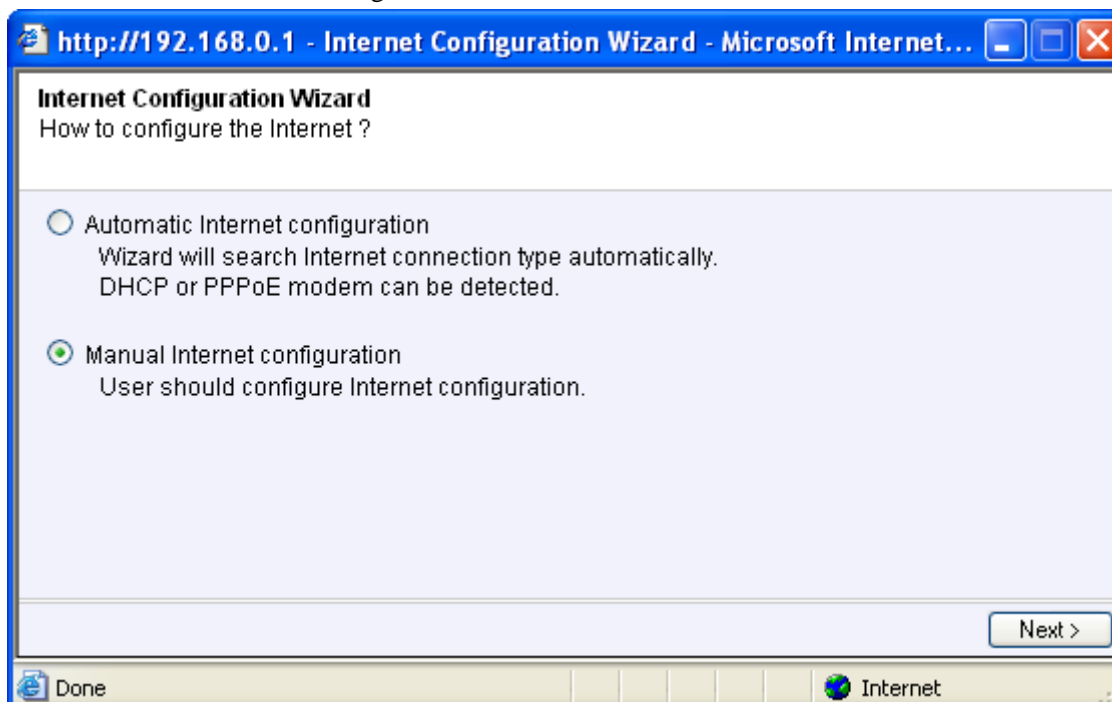 http://192.168.0.1 - Internet Configuration Wizard - Microsoft Internet...
Internet Configuration Wizard
How to configure the Internet ?
Automatic Internet configuration
Wizard will search Internet connection type automatically.
DHCP or PPPoE modem can be detected.
Manual Internet configuration
User should configure Internet configuration.
Next >
Done
Internet